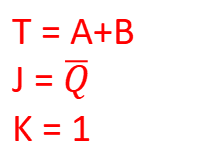 T = A+B
J = Q̅
K = 1